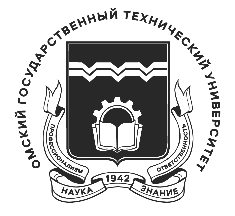 ОМСКИЙ ГОСУДАРСТВЕННЫЙ ТЕХНИЧЕСКИЙ УНИВЕРСИТЕТ
ПРОФЕССИОНАЛИЗМ
ОТВЕТСТВЕННОСТЬ
НАУКА
1942
ЗНАНИЕ